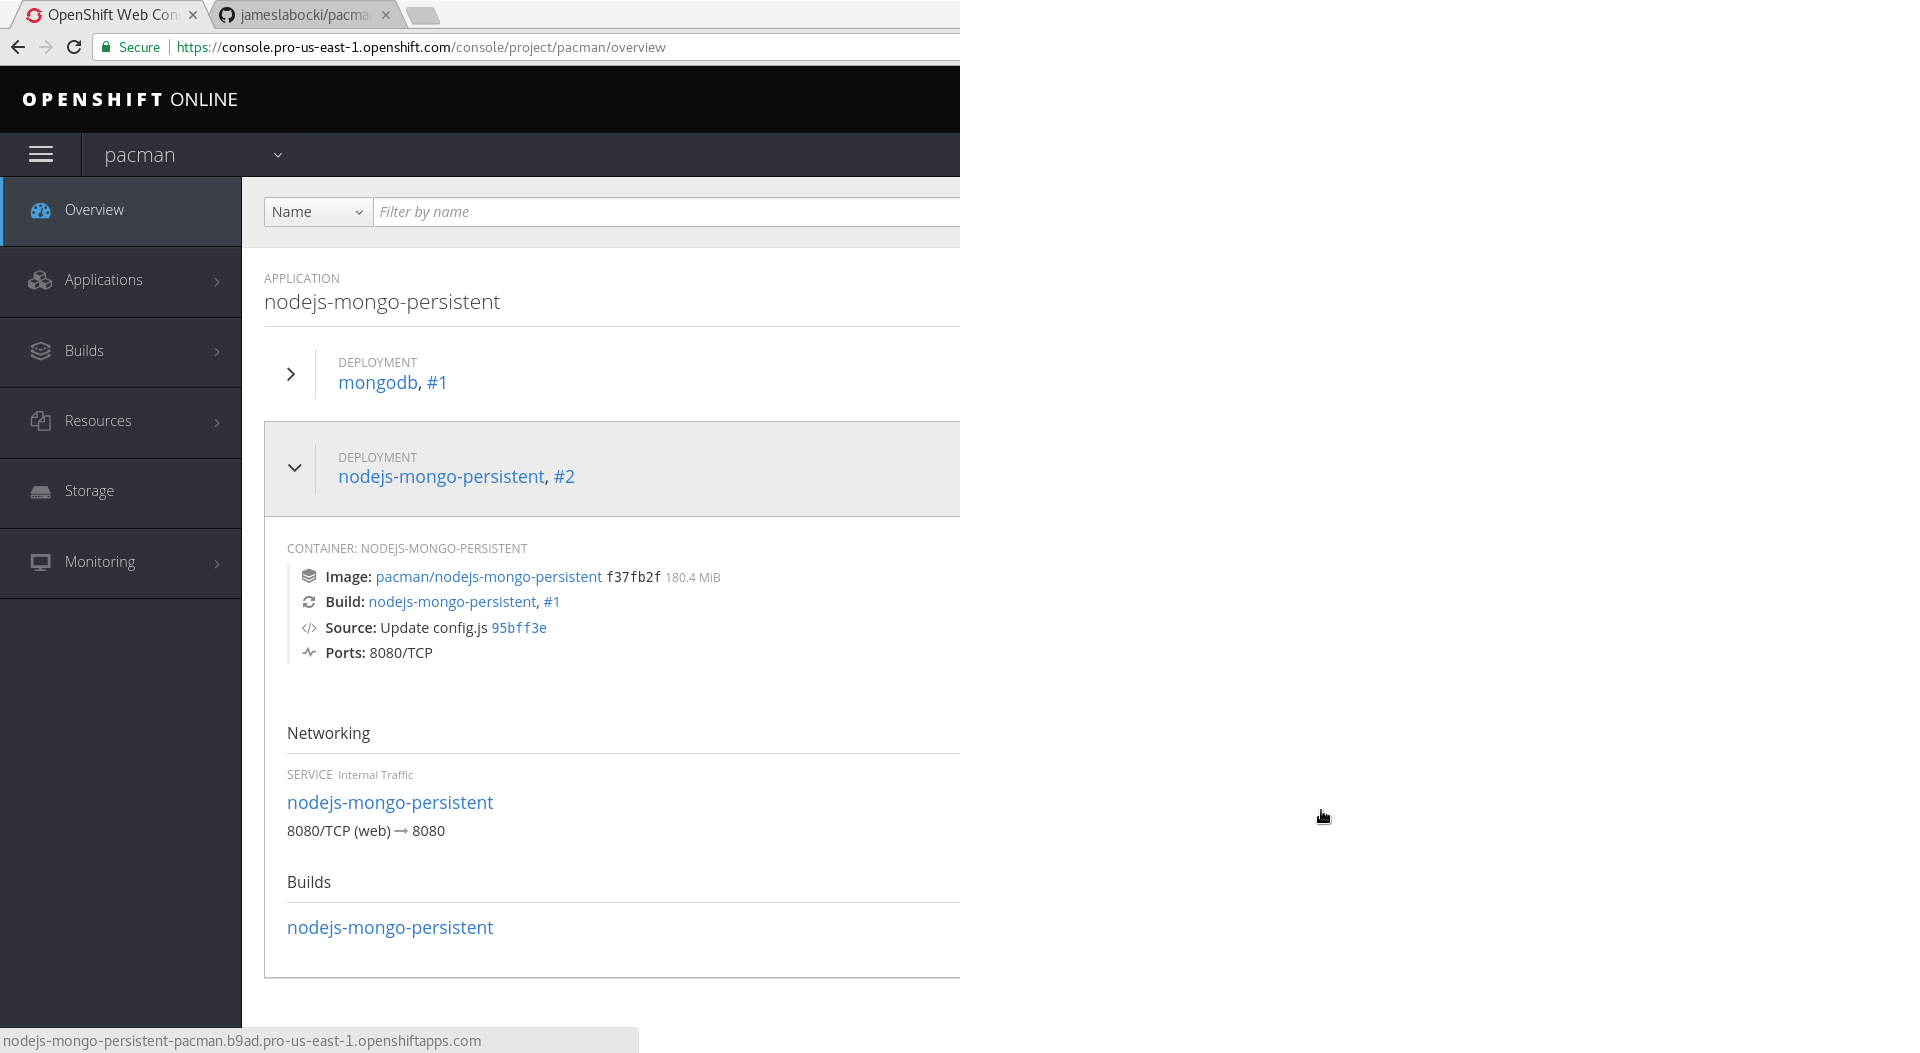 OpenShift Web Con
jameslabocki/pacma
Secure https://console.pro-us-east-1.openshift.com/console/project/pacman/overview
OPENSHIFT ONLINE
pacman
Overview
Applications
Builds
Resources
Storage
Monitoring
Name Filter by name
APPLICATION
nodejs-mongo-persistent
DEPLOYMENT
mongodb, #1
DEPLOYMENT
nodejs-mongo-persistent, #2
CONTAINER: NODEJS-MONGO-PERSISTENT
Image: pacman/nodejs-mongo-persistent f37fb2f 180.4 MiB
Build: nodejs-mongo-persistent, #1
Source: Update config.js 95bff3e
Ports: 8080/TCP
Networking
SERVICE Internal Traffic
nodejs-mongo-persistent
8080/TCP (web) → 8080
Builds
nodejs-mongo-persistent
nodejs-mongo-persistent-pacman.b9ad.pro-us-east-1.openshiftapps.com